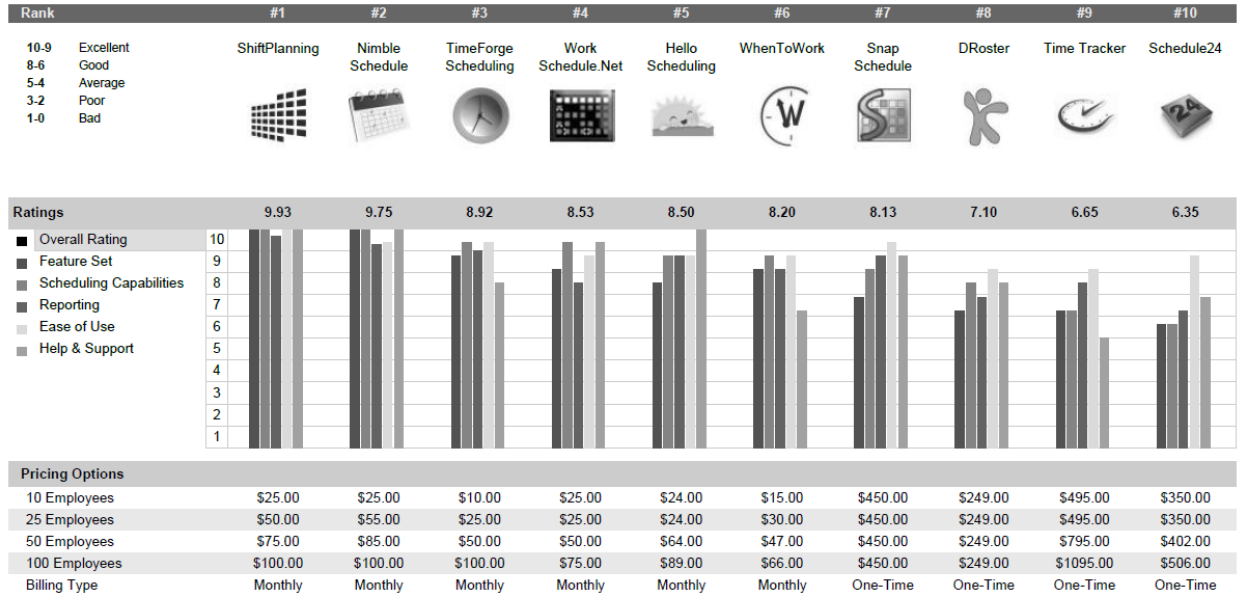 Rank #1 #2 #3 #4 #5 #6 #7 #8 #9 #10
10-9 Excellent ShiftPlanning Nimble TimeForge Work Hello WhenToWork Snap DRoster Time Tracker Schedule24
8-6 Good Schedule Scheduling Schedule.Net Scheduling Schedule
5-4 Average
3-2 Poor
1-0 Bad
W
S
24
Ratings 9.93 9.75 8.92 8.53 8.50 8.20 8.13 7.10 6.65 6.35
Overall Rating 10
Feature Set 9
Scheduling Capabilities 8
Reporting 7
Ease of Use 6
Help & Support 5
4
3
2
1
Pricing Options
10 Employees $25.00 $25.00 $10.00 $25.00 $24.00 $15.00 $450.00 $249.00 $495.00 $350.00
25 Employees $50.00 $55.00 $25.00 $25.00 $24.00 $30.00 $450.00 $249.00 $495.00 $350.00
50 Employees $75.00 $85.00 $50.00 $50.00 $64.00 $47.00 $450.00 $249.00 $795.00 $402.00
100 Employees $100.00 $100.00 $100.00 $75.00 $89.00 $66.00 $450.00 $249.00 $1095.00 $506.00
Billing Type Monthly Monthly Monthly Monthly Monthly Monthly One-Time One-Time One-Time One-Time